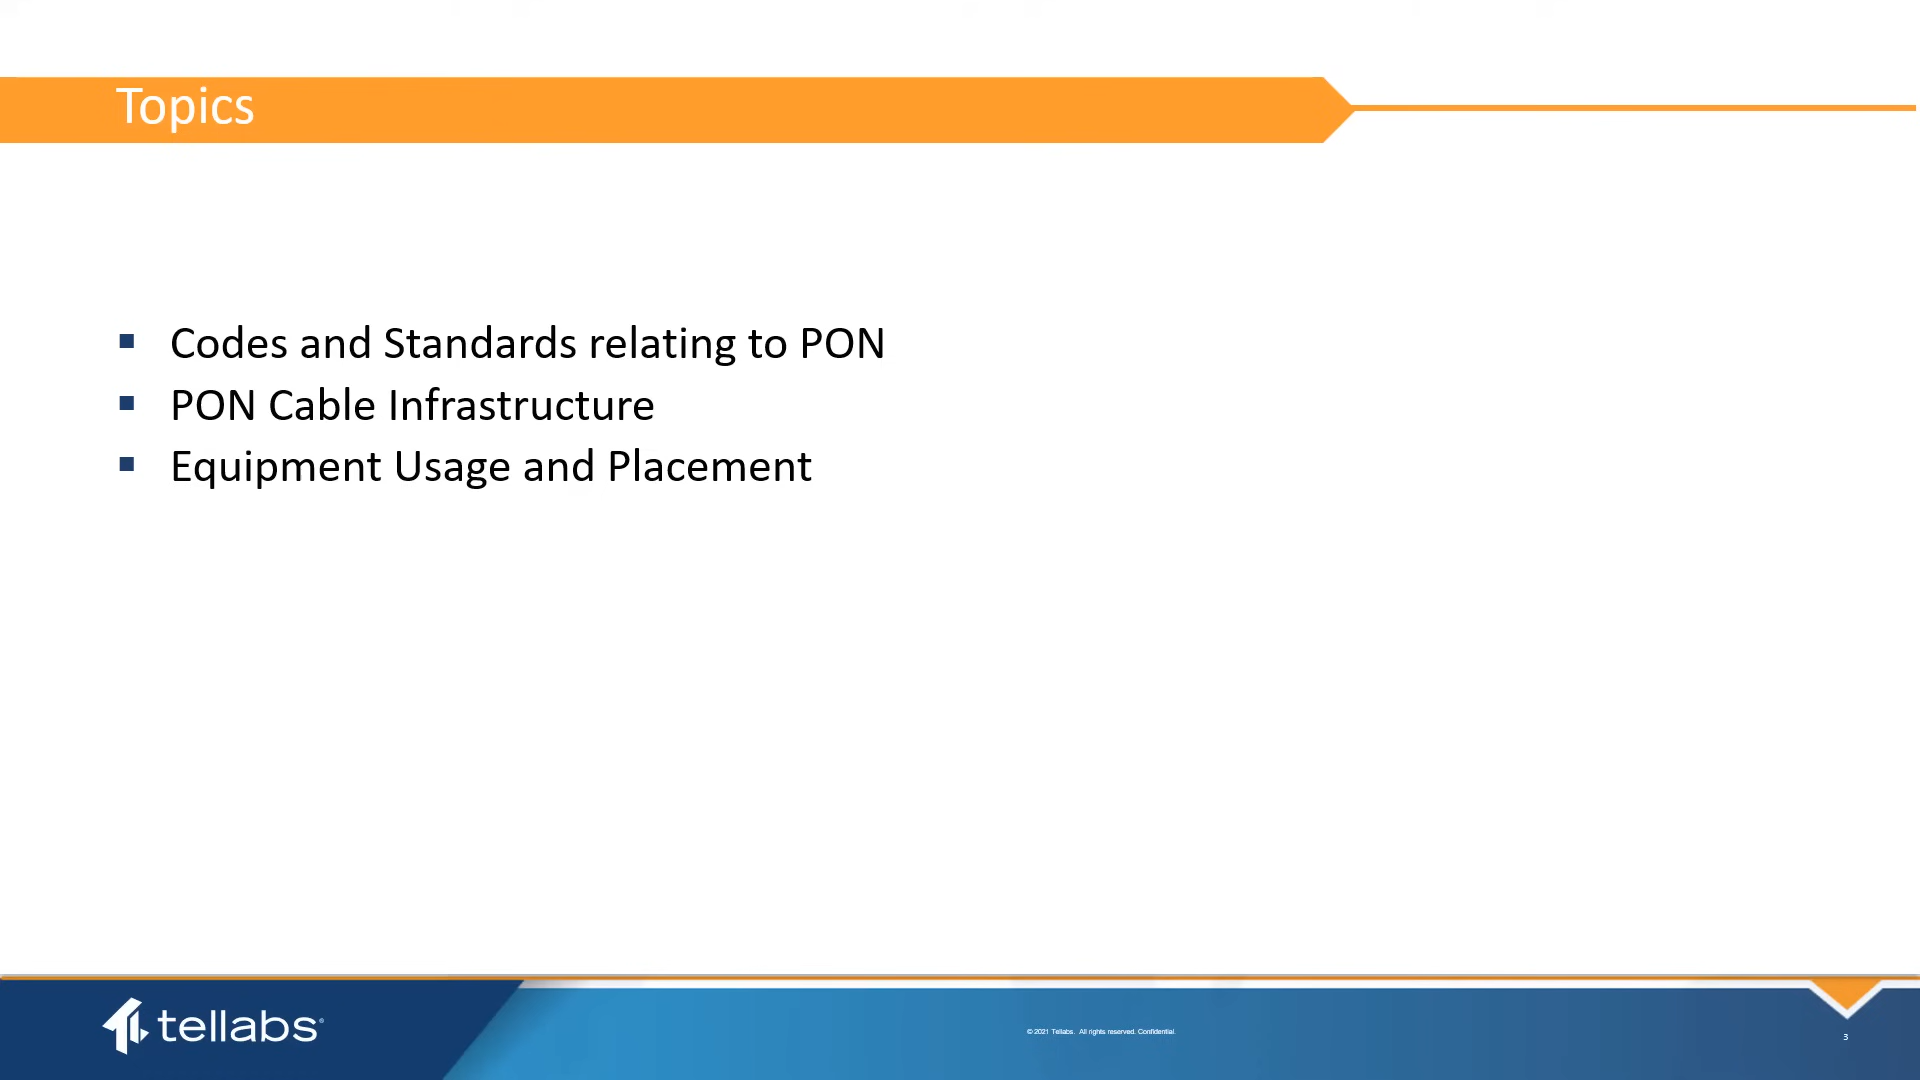 Topics
▪ Codes and Standards relating to PON
▪ PON Cable Infrastructure
▪ Equipment Usage and Placement
tellabs®
© 2021 Tellabs. All rights reserved. Confidential.
3